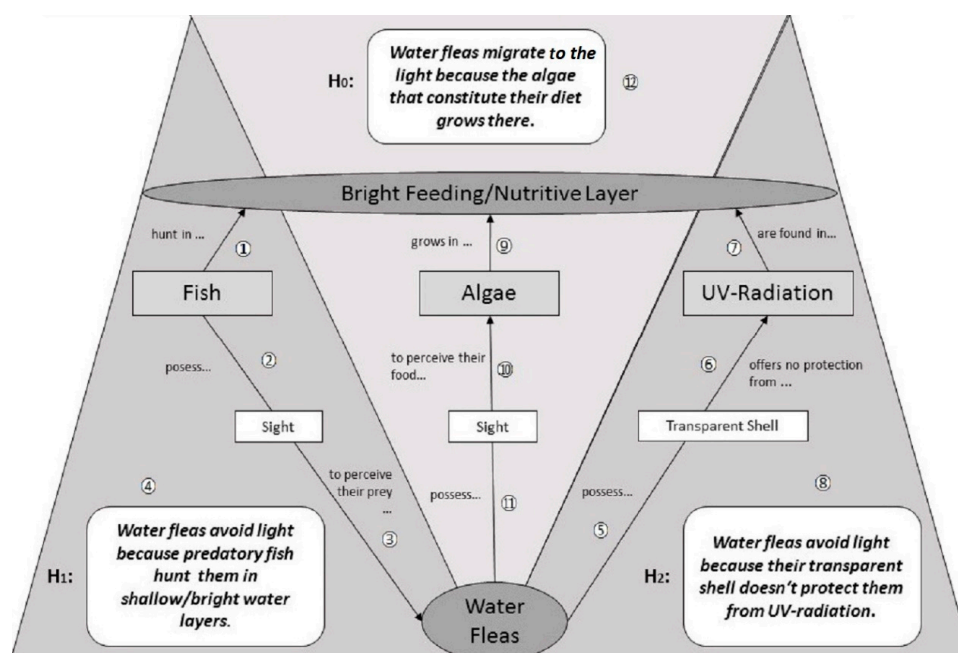 H0:
Water fleas migrate to the
light because the algae
that constitute their diet
grows there.
⑫
Bright Feeding/Nutritive Layer
hunt in ...
①
grows in ...
⑨
⑦
are found in...
Fish
Algae
UV-Radiation
posess...
②
to perceive their
food...
⑩
⑥
offers no protection
from ...
Sight
Sight
Transparent Shell
④
to perceive
their prey
...
③
possess...
⑪
possess...
⑤
⑧
H1:
Water fleas avoid light
because predatory fish
hunt them in
shallow/bright water
layers.
Water
Fleas
H2:
Water fleas avoid light
because their transparent
shell doesn't protect them
from UV-radiation.